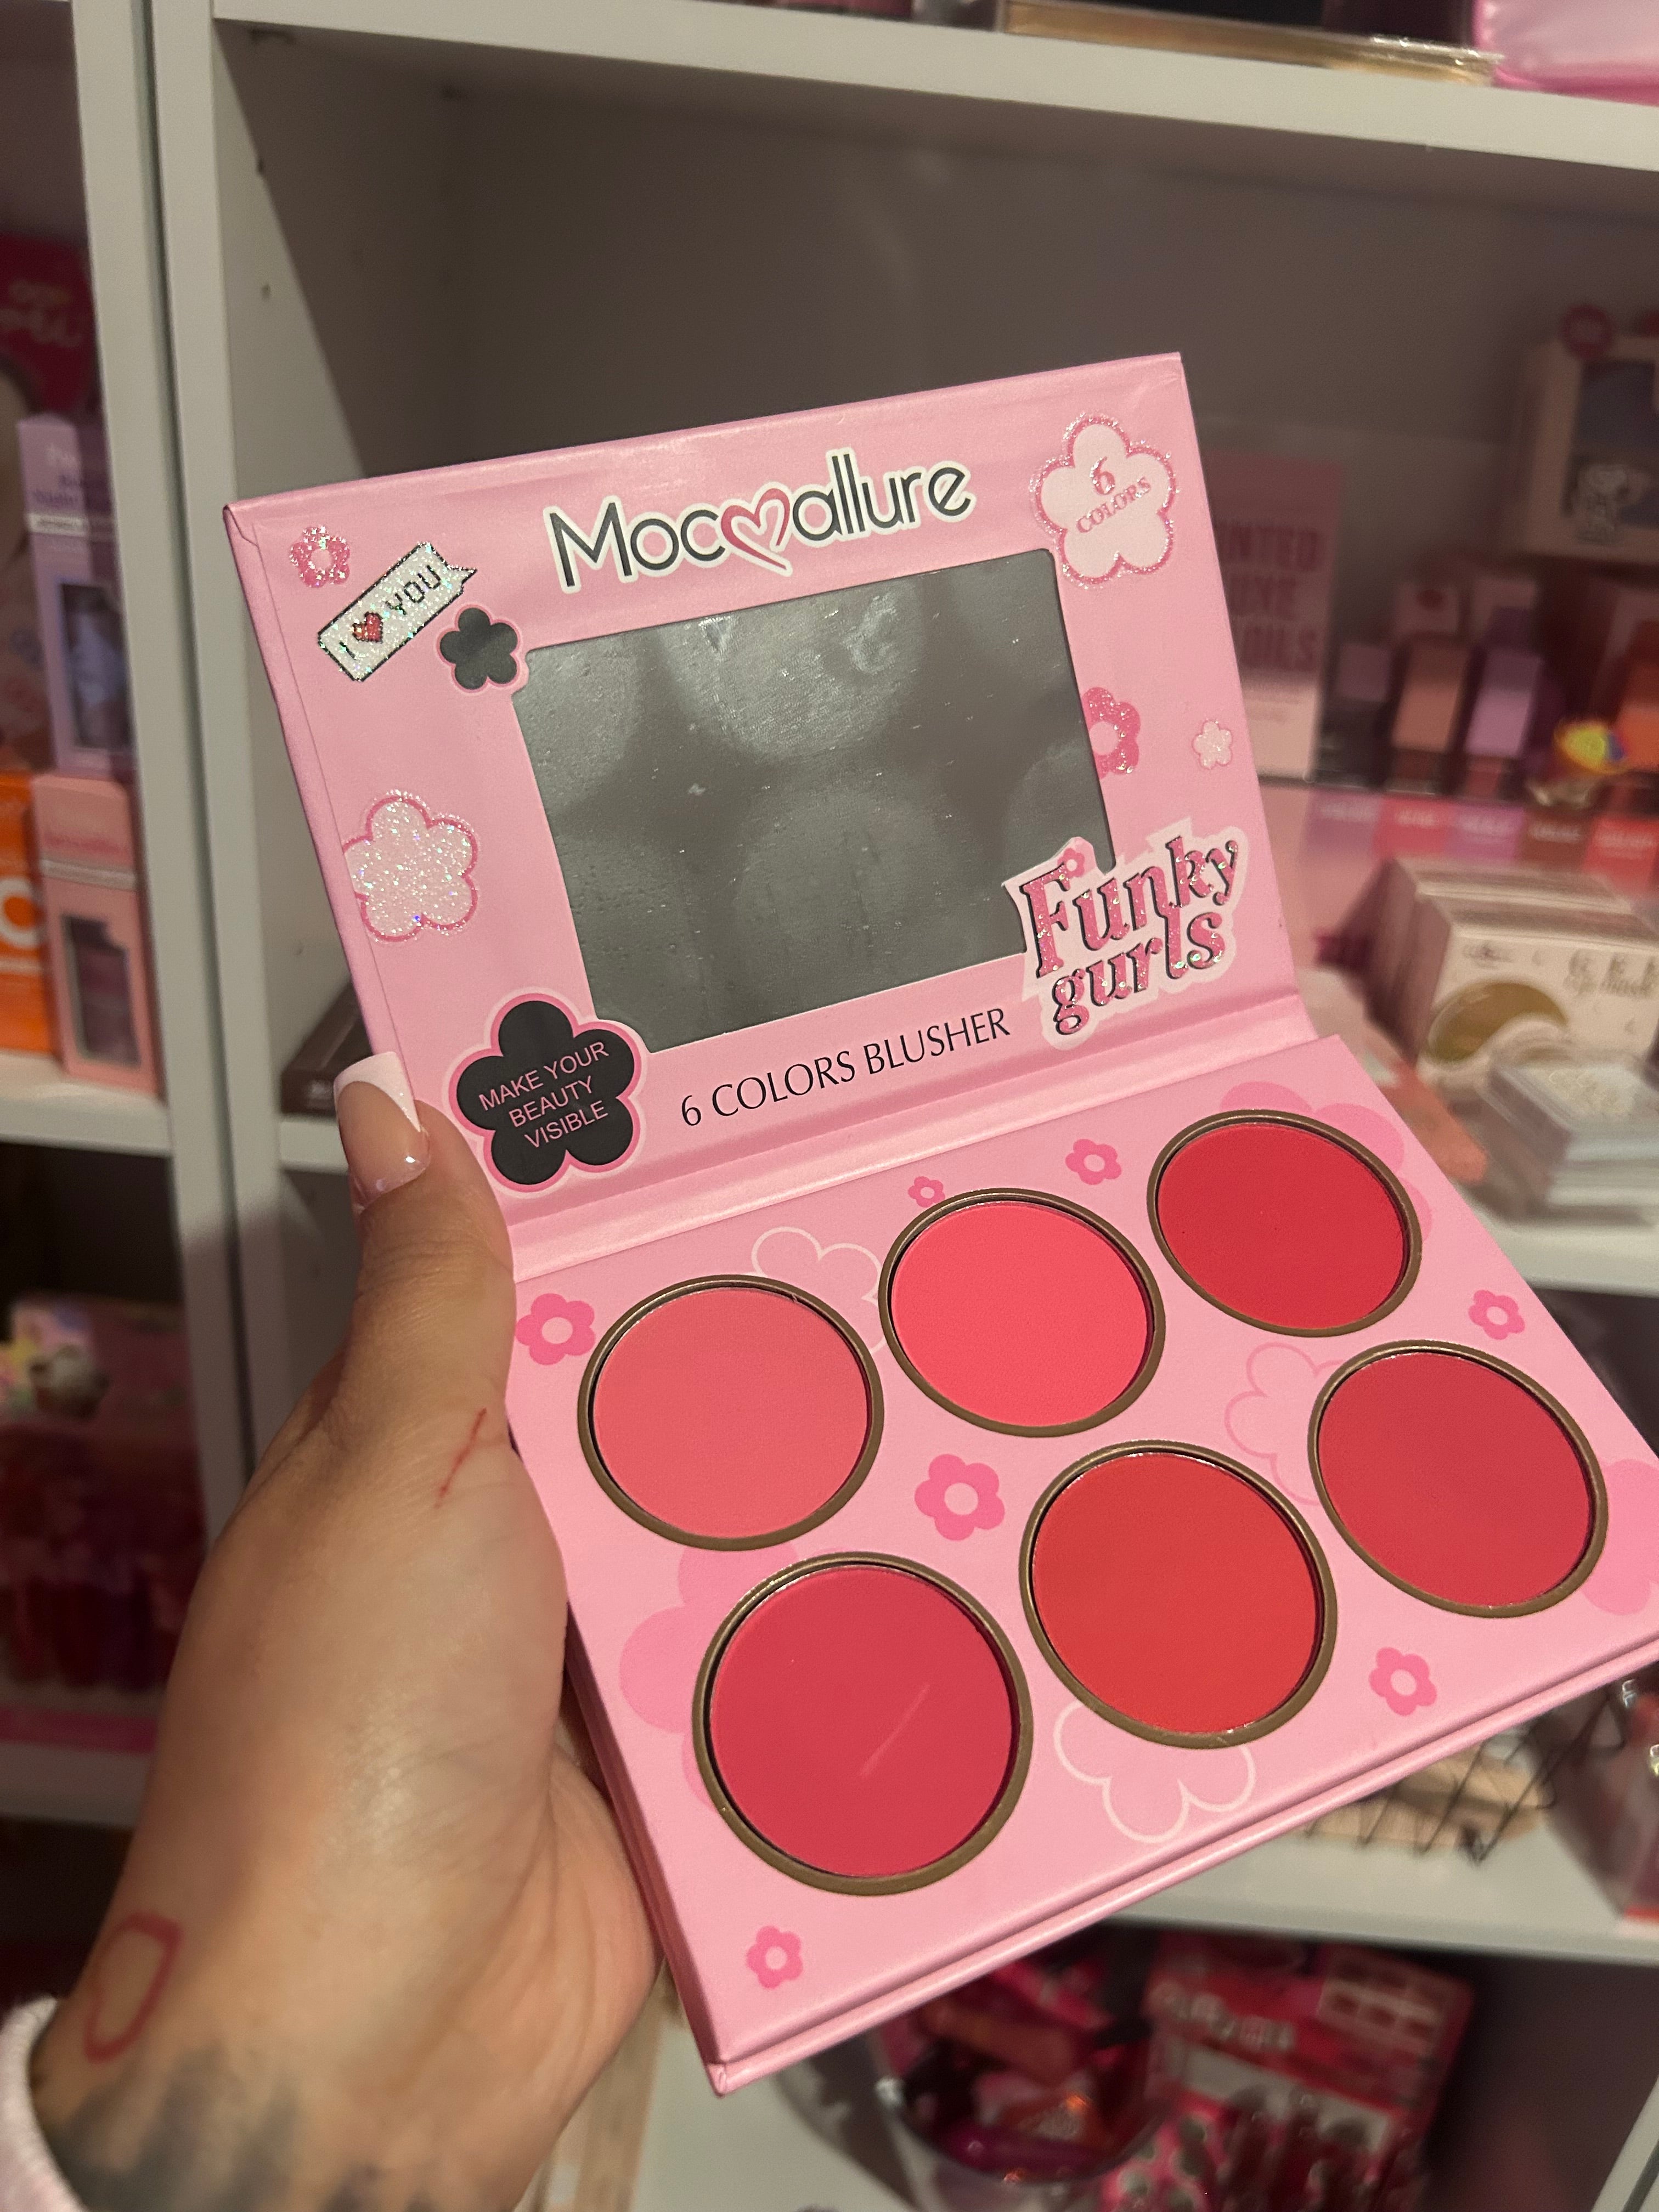 Mocallure
6
COLORS
I ❤ YOU
Funky
gurls
MAKE YOUR
BEAUTY
VISIBLE
6 COLORS BLUSHER